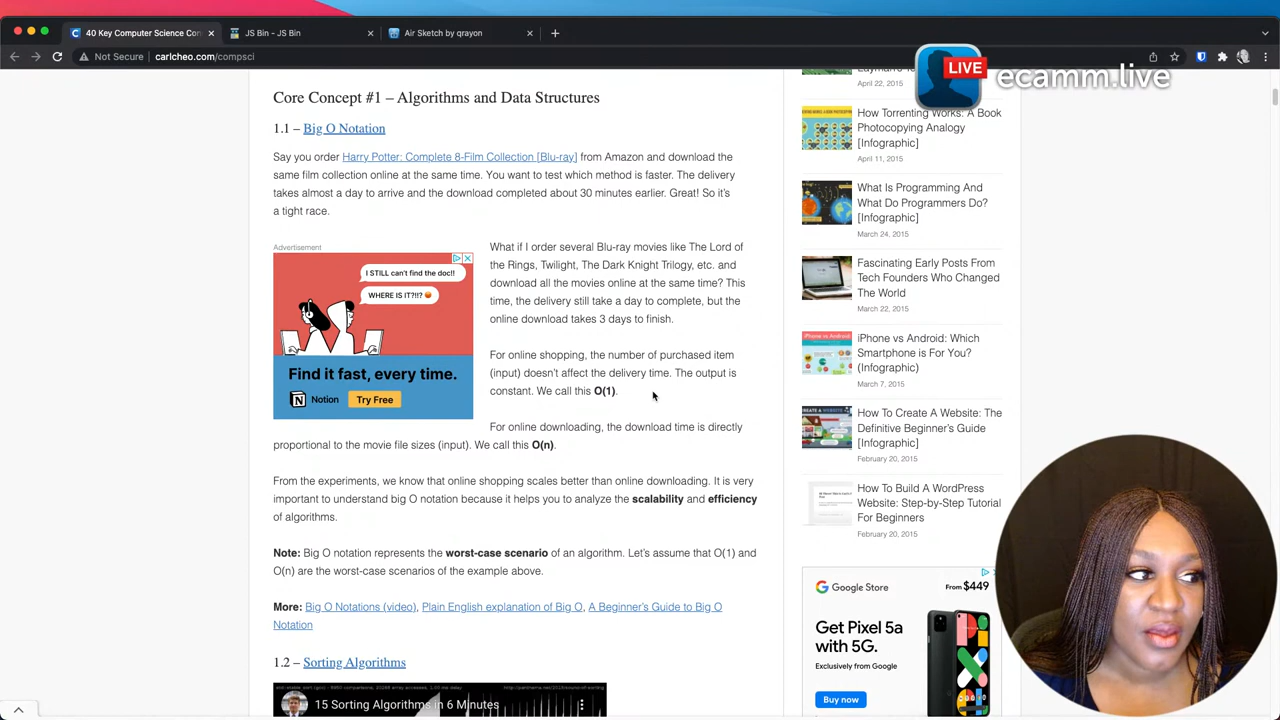 40 Key Computer Science Con
JS Bin - JS Bin
Air Sketch by qrayon
Not Secure
carlcheo.com/compsci
LIVE
ecamm.live
Core Concept #1 – Algorithms and Data Structures
1.1 – Big O Notation
Say you order Harry Potter: Complete 8-Film Collection [Blu-ray] from Amazon and download the
same film collection online at the same time. You want to test which method is faster. The delivery
takes almost a day to arrive and the download completed about 30 minutes earlier. Great! So it's
a tight race.
Advertisement
I STILL can't find the doc!!
WHERE IS IT?!!?
Find it fast, every time.
Notion
Try Free
What if I order several Blu-ray movies like The Lord of
the Rings, Twilight, The Dark Knight Trilogy, etc. and
download all the movies online at the same time? This
time, the delivery still take a day to complete, but the
online download takes 3 days to finish.
For online shopping, the number of purchased item
(input) doesn't affect the delivery time. The output is
constant. We call this O(1).
For online downloading, the download time is directly
proportional to the movie file sizes (input). We call this O(n).
From the experiments, we know that online shopping scales better than online downloading. It is very
important to understand big O notation because it helps you to analyze the scalability and efficiency
of algorithms.
Note: Big O notation represents the worst-case scenario of an algorithm. Let's assume that O(1) and
O(n) are the worst-case scenarios of the example above.
More: Big O Notations (video), Plain English explanation of Big O, A Beginner's Guide to Big O
Notation
1.2 – Sorting Algorithms
15 Sorting Algorithms in 6 Minutes
April 22, 2015
How Torrenting Works: A Book
Photocopying Analogy
[Infographic]
April 11, 2015
What Is Programming And
What Do Programmers Do?
[Infographic]
March 24, 2015
Fascinating Early Posts From
Tech Founders Who Changed
The World
March 22, 2015
iPhone vs Android: Which
Smartphone is For You?
(Infographic)
March 7, 2015
How To Create A Website: The
Definitive Beginner's Guide
[Infographic]
February 20, 2015
How To Build A WordPress
Website: Step-by-Step Tutorial
For Beginners
February 20, 2015
Google Store
From $449
Get Pixel 5a
with 5G.
Exclusively from Google
Buy now